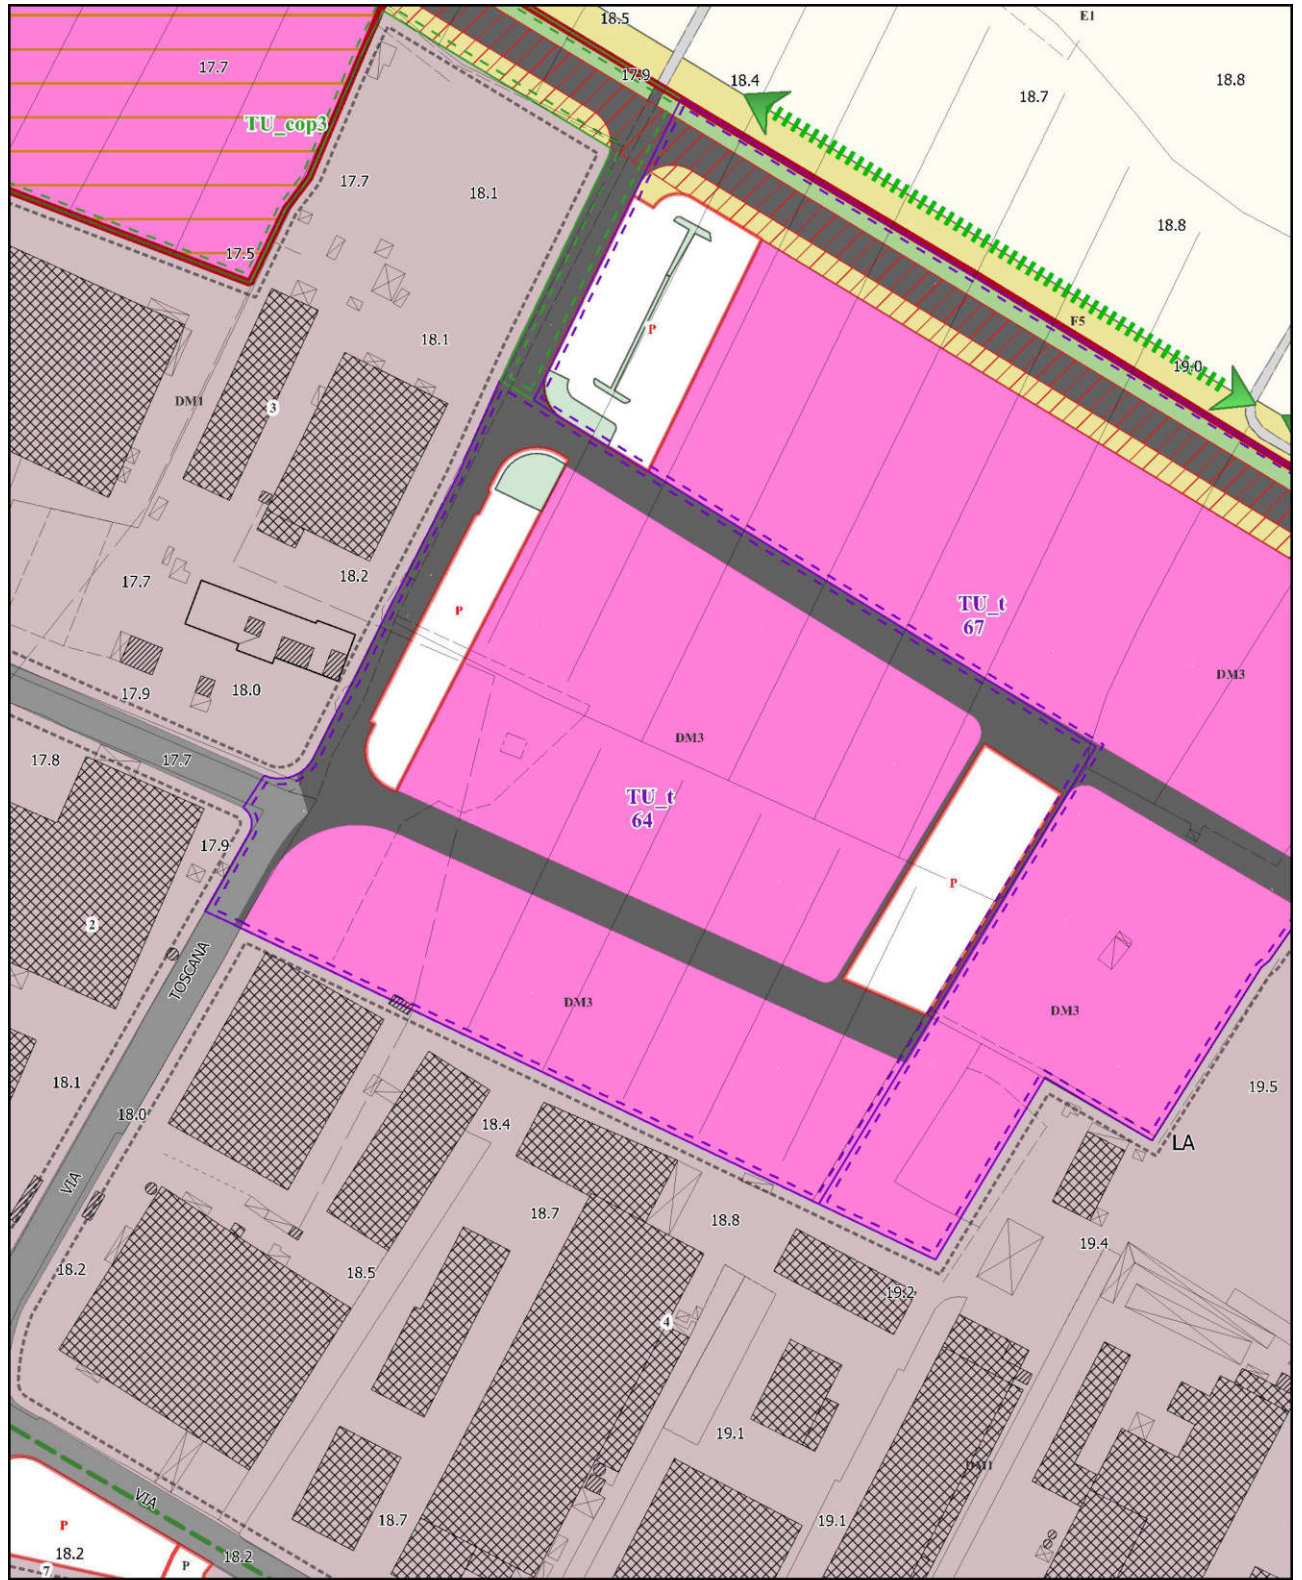 18.5
E1
17.7
17.9
18.4
18.8
18.7
TU_cop3
17.7
18.1
18.8
17.5
F5
P
18.1
19.0
DM1
3
17.7
18.2
P
TU_t
67
DM3
17.9
18.0
DM3
17.8
17.7
TU_t
64
17.9
P
2
TOSCANA
DM3
DM3
18.1
18.0
19.5
18.4
LA
VIA
18.7
18.8
19.4
18.2
18.5
19.2
4
19.1
DM1
VIA
P
18.7
19.1
18.2
18.2
P
7